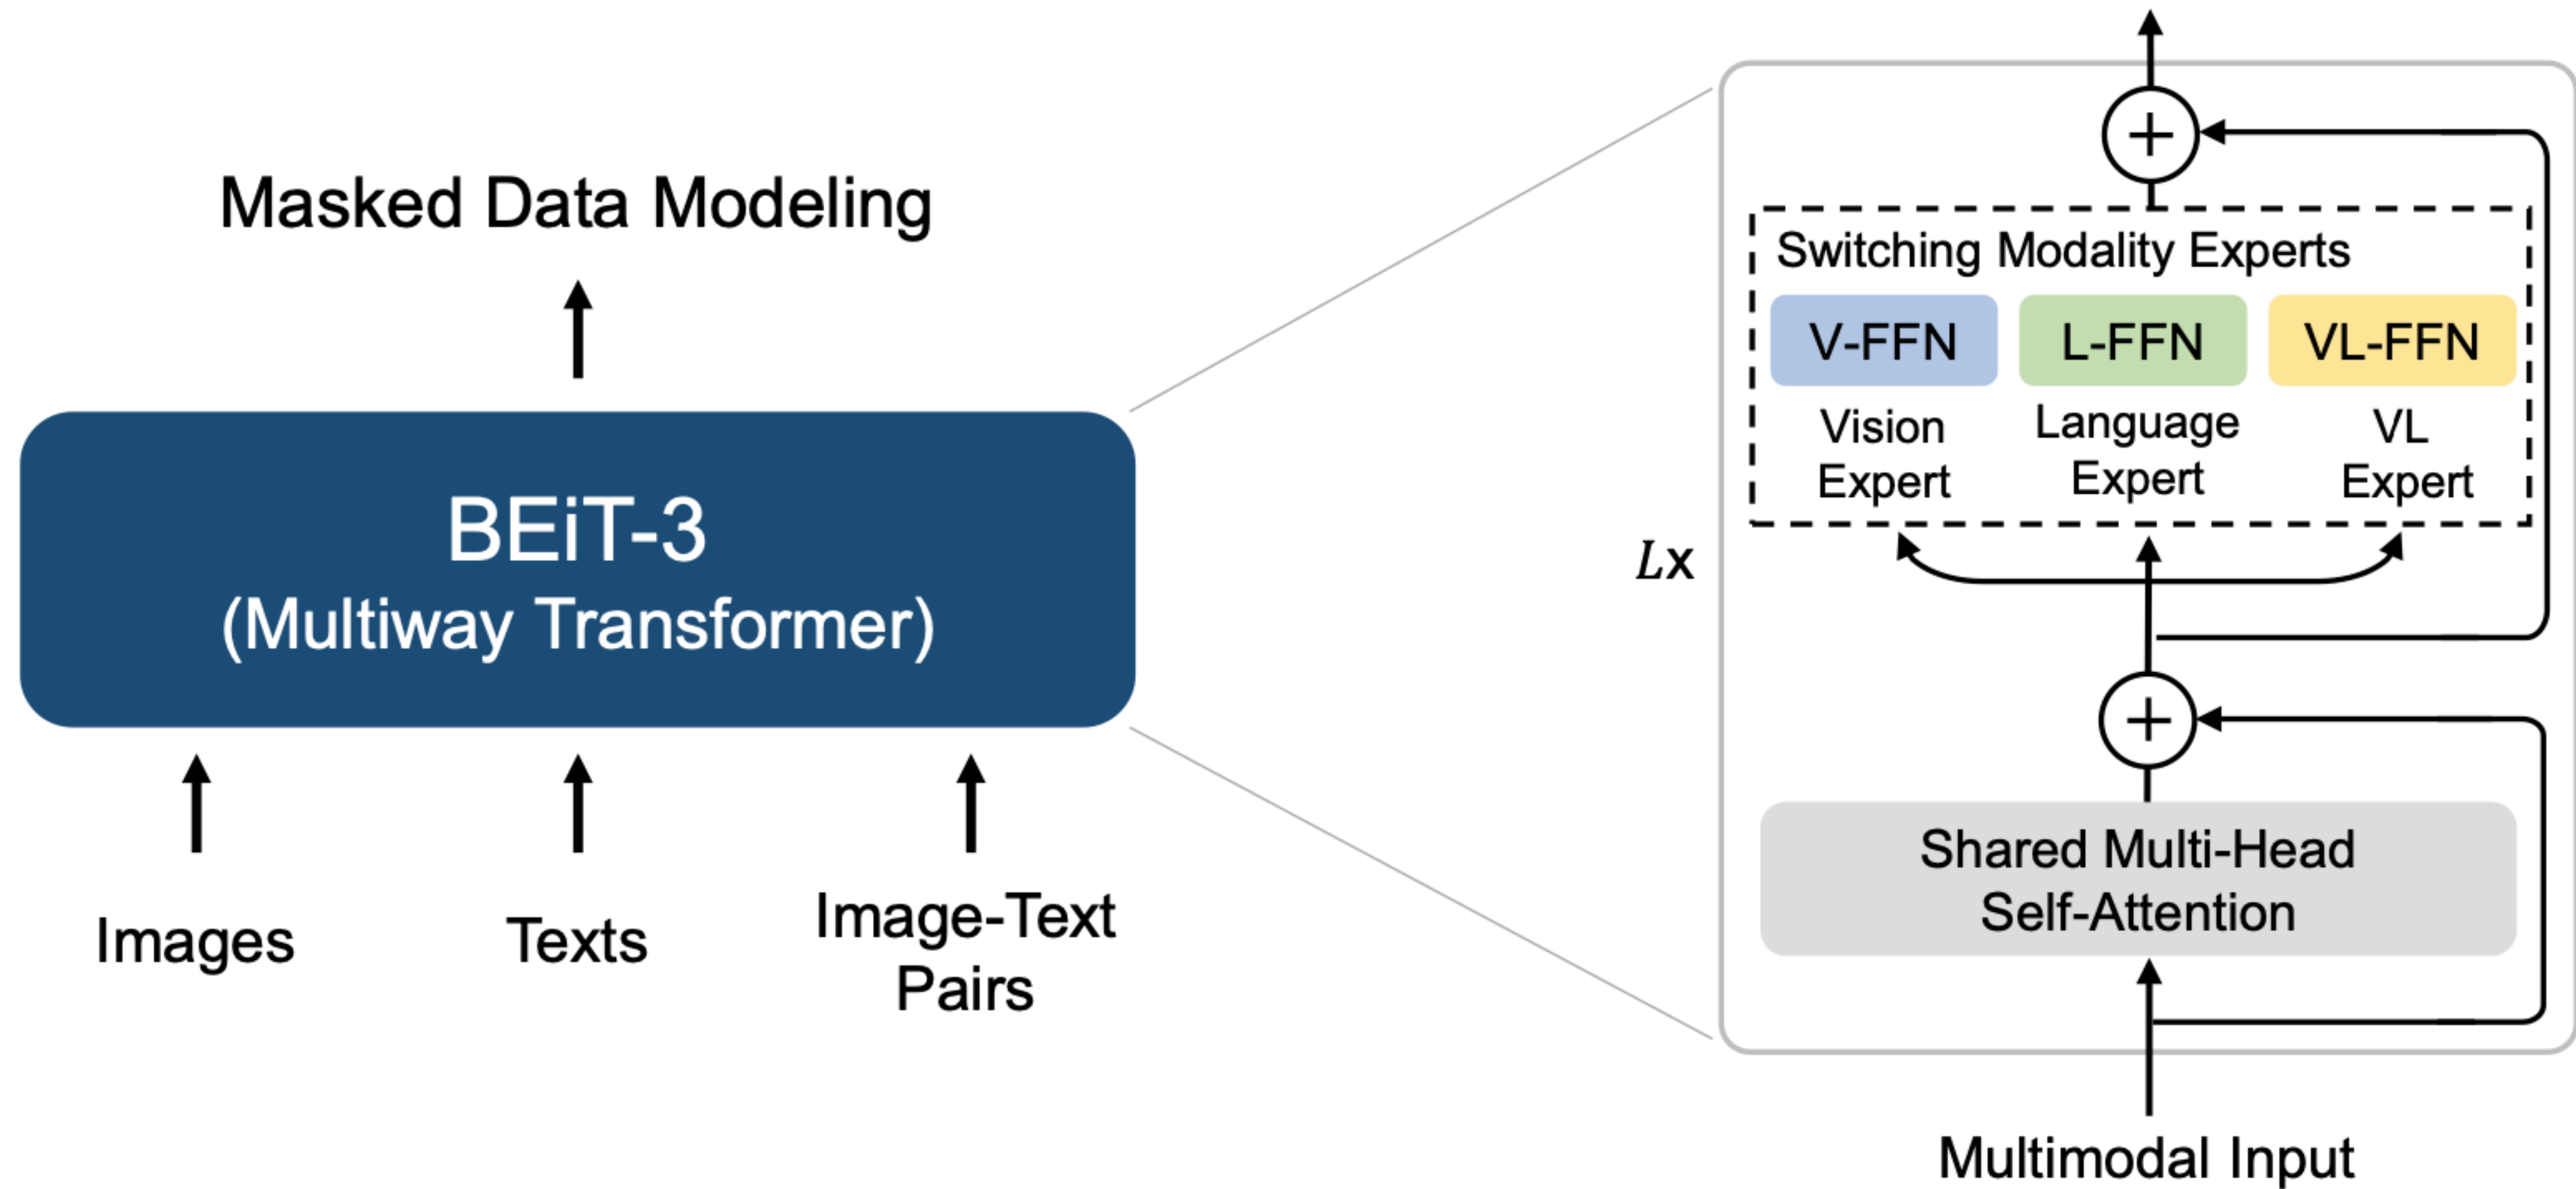 Masked Data Modeling
BEiT-3
(Multiway Transformer)
Images
Texts
Image-Text
Pairs
Lx
+
Switching Modality Experts
V-FFN
L-FFN
VL-FFN
Vision
Expert
Language
Expert
VL
Expert
+
Shared Multi-Head
Self-Attention
Multimodal Input